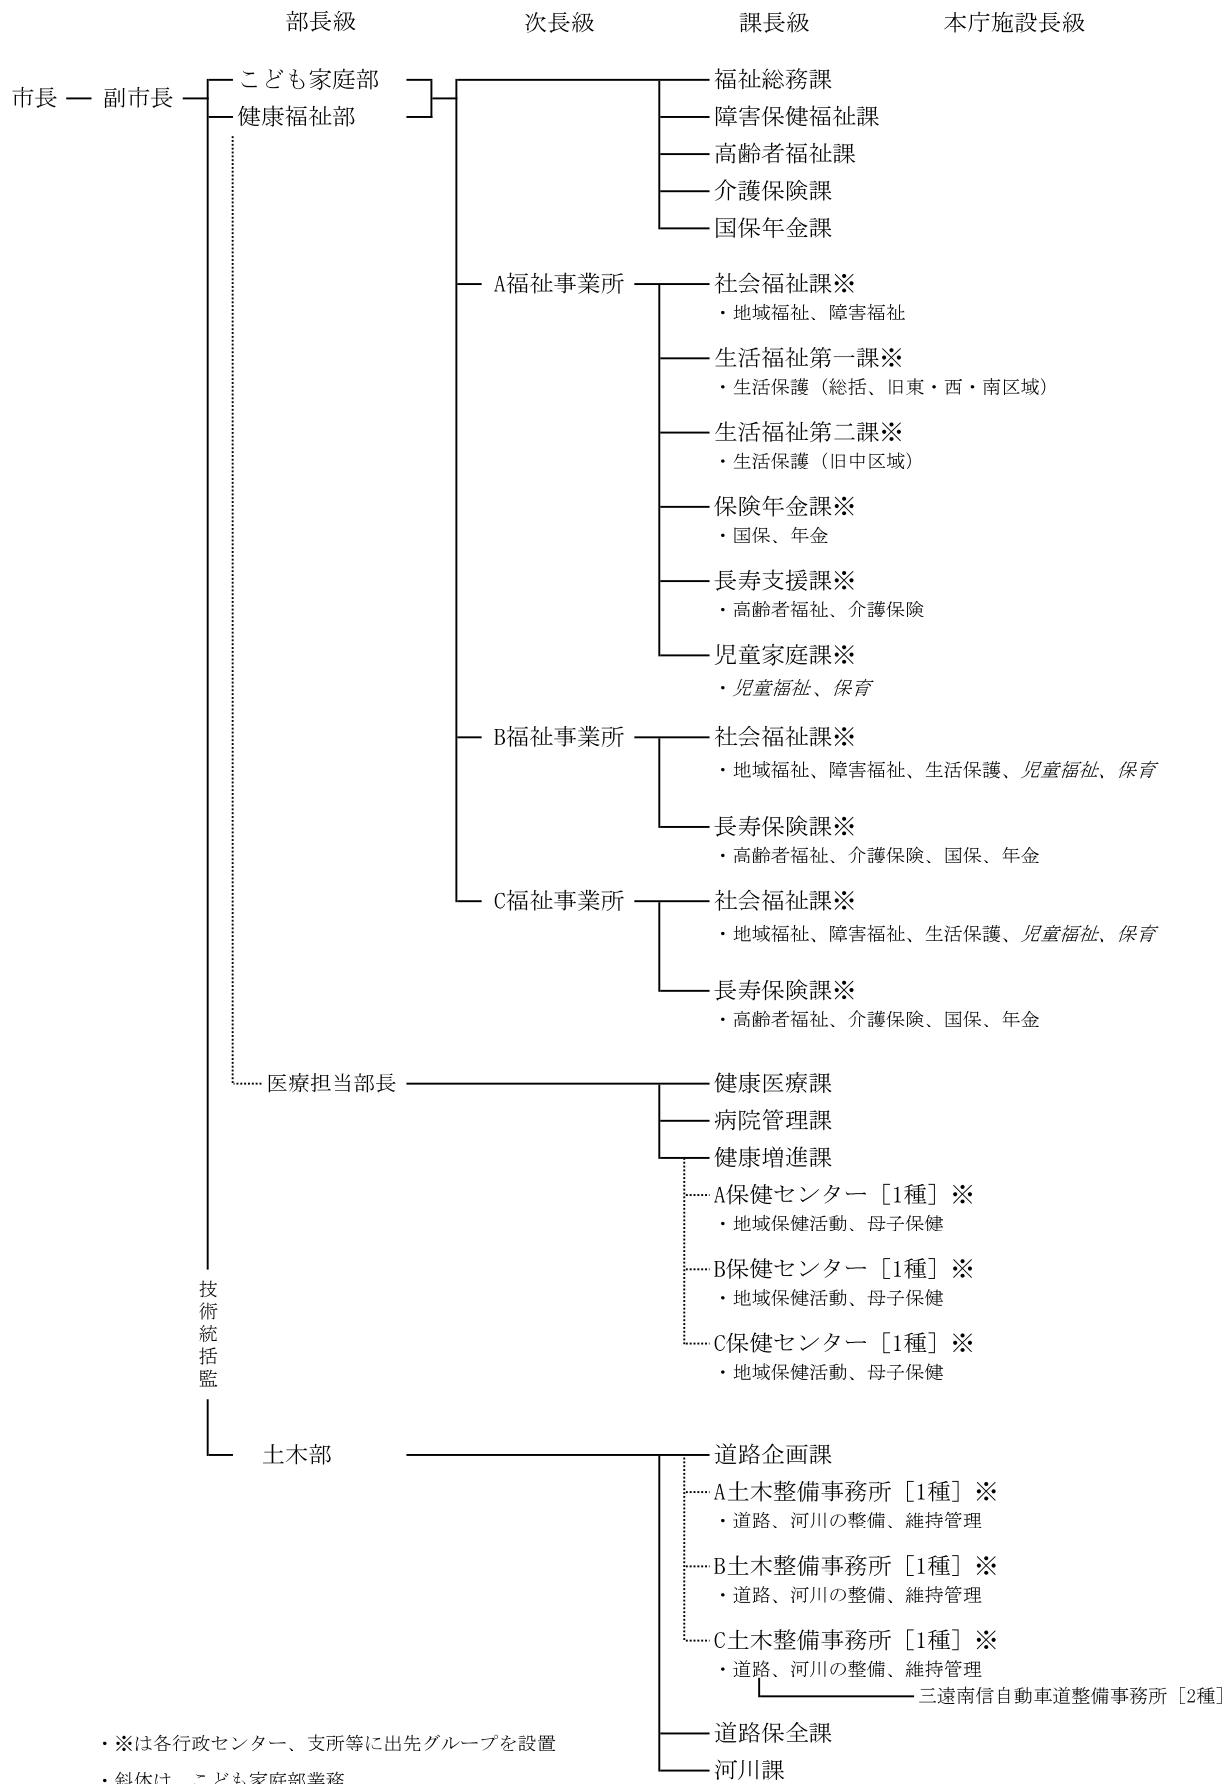 部長級 次長級 課長級 本庁施設長級
市長 副市長
こども家庭部
健康福祉部
福祉総務課
障害保健福祉課
高齢者福祉課
介護保険課
国保年金課
A福祉事業所
社会福祉課※
・地域福祉、障害福祉
生活福祉第一課※
・生活保護（総括、旧東・西・南区域）
生活福祉第二課※
・生活保護（旧中区域）
保険年金課※
・国保、年金
長寿支援課※
・高齢者福祉、介護保険
児童家庭課※
・児童福祉、保育
B福祉事業所
社会福祉課※
・地域福祉、障害福祉、生活保護、児童福祉、保育
長寿保険課※
・高齢者福祉、介護保険、国保、年金
C福祉事業所
社会福祉課※
・地域福祉、障害福祉、生活保護、児童福祉、保育
長寿保険課※
・高齢者福祉、介護保険、国保、年金
医療担当部長
健康医療課
病院管理課
健康増進課
A保健センター［1種］※
・地域保健活動、母子保健
B保健センター［1種］※
・地域保健活動、母子保健
C保健センター［1種］※
・地域保健活動、母子保健
技術統括監
土木部
道路企画課
A土木整備事務所［1種］※
・道路、河川の整備、維持管理
B土木整備事務所［1種］※
・道路、河川の整備、維持管理
C土木整備事務所［1種］※
・道路、河川の整備、維持管理
三遠南信自動車道整備事務所［2種］
道路保全課
河川課
・※は各行政センター、支所等に出先グループを設置
・斜体は、こども家庭部業務